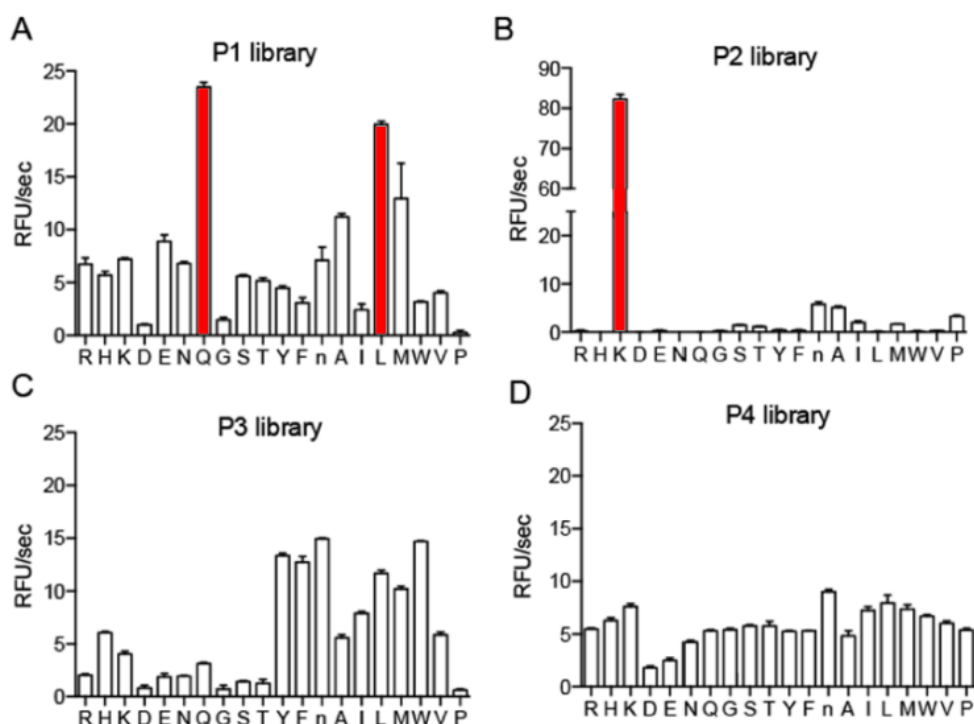 A
P1 library
RFU/sec
25
20
15
10
5
0
R H K D E N Q G S T Y F n A I L M W V P
B
P2 library
RFU/sec
90
80
70
60
20
10
0
R H K D E N Q G S T Y F n A I L M W V P
C
P3 library
RFU/sec
25
20
15
10
5
0
R H K D E N Q G S T Y F n A I L M W V P
D
P4 library
RFU/sec
25
20
15
10
5
0
R H K D E N Q G S T Y F n A I L M W V P